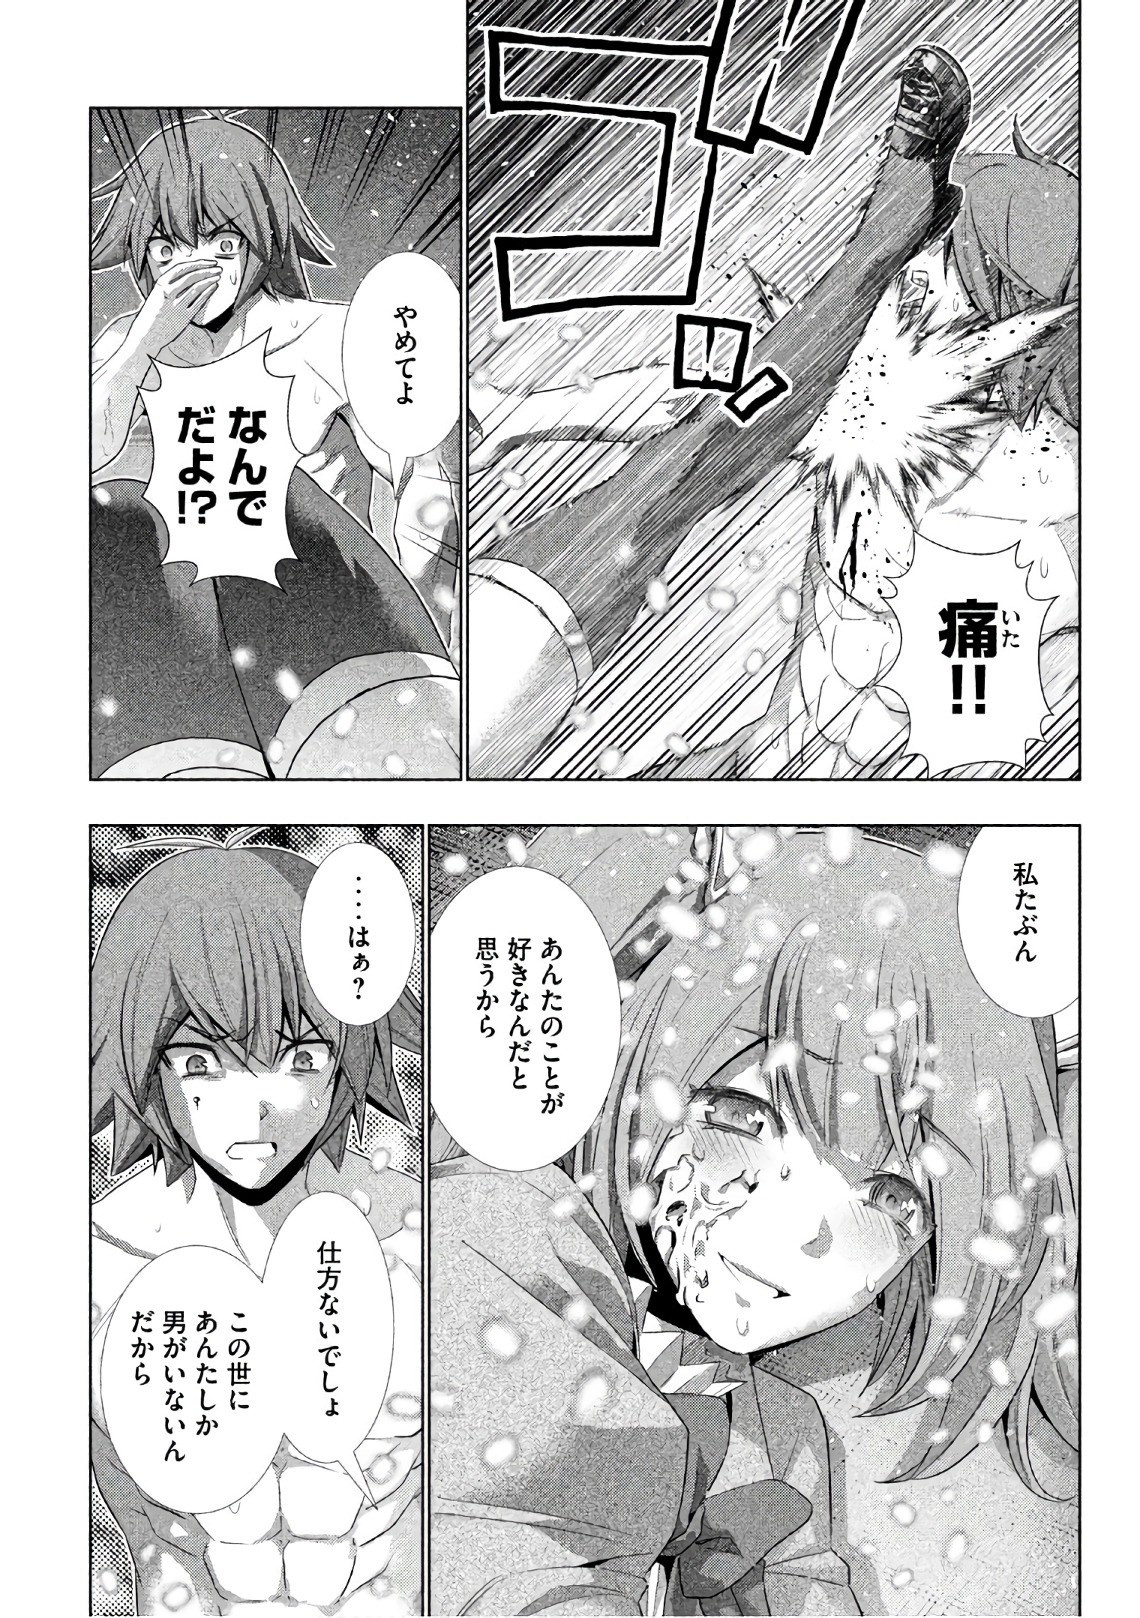 ゴッ
痛!!
いた
やめてよ
なんで
だよ!?
私たぶん
あんたのことが
好きなんだと
思うから
‥‥はぁ?
仕方ないでしょ
この世に
あんたしか
男がいないん
だから